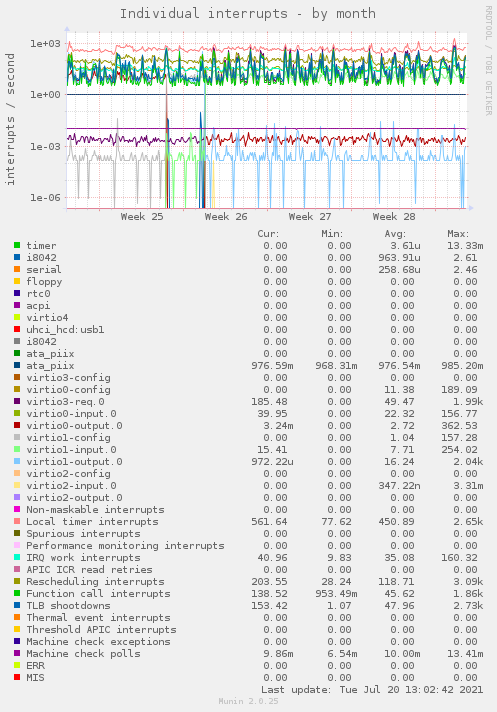 Individual interrupts - by month
RRDTOOL / TOBI OETIKER
interrupts / second
1e+03
1e+00
1e-03
1e-06
Week 25 Week 26 Week 27 Week 28
Cur: Min: Avg: Max:
timer 0.00 0.00 3.61u 13.33m
i8042 0.00 0.00 963.91u 2.61
serial 0.00 0.00 258.68u 2.46
floppy 0.00 0.00 0.00 0.00
rtc0 0.00 0.00 0.00 0.00
acpi 0.00 0.00 0.00 0.00
virtio4 0.00 0.00 0.00 0.00
uhci_hcd:usb1 0.00 0.00 0.00 0.00
i8042 0.00 0.00 0.00 0.00
ata_piix 0.00 0.00 0.00 0.00
ata_piix 976.59m 968.31m 976.54m 985.20m
virtio3-config 0.00 0.00 0.00 0.00
virtio0-config 0.00 0.00 11.38 189.09
virtio3-req.0 185.48 0.00 49.47 1.99k
virtio0-input.0 39.95 0.00 22.32 156.77
virtio0-output.0 3.24m 0.00 2.72 362.53
virtio1-config 0.00 0.00 1.04 157.28
virtio1-input.0 15.41 0.00 7.71 254.02
virtio1-output.0 972.22u 0.00 16.24 2.04k
virtio2-config 0.00 0.00 0.00 0.00
virtio2-input.0 0.00 0.00 347.22n 3.31m
virtio2-output.0 0.00 0.00 0.00 0.00
Non-maskable interrupts 0.00 0.00 0.00 0.00
Local timer interrupts 561.64 77.62 450.89 2.65k
Spurious interrupts 0.00 0.00 0.00 0.00
Performance monitoring interrupts 0.00 0.00 0.00 0.00
IRQ work interrupts 40.96 9.83 35.08 160.32
APIC ICR read retries 0.00 0.00 0.00 0.00
Rescheduling interrupts 203.55 28.24 118.71 3.09k
Function call interrupts 138.52 953.49m 45.62 1.86k
TLB shootdowns 153.42 1.07 47.96 2.73k
Thermal event interrupts 0.00 0.00 0.00 0.00
Threshold APIC interrupts 0.00 0.00 0.00 0.00
Machine check exceptions 0.00 0.00 0.00 0.00
Machine check polls 9.86m 6.54m 10.00m 13.41m
ERR 0.00 0.00 0.00 0.00
MIS 0.00 0.00 0.00 0.00
Last update: Tue Jul 20 13:02:42 2021
Munin 2.0.25